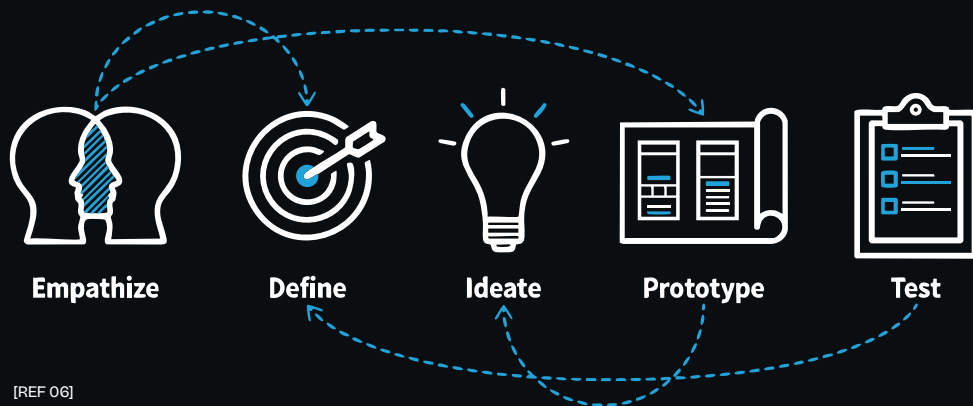 Empathize
Define
Ideate
Prototype
Test
[REF 06]